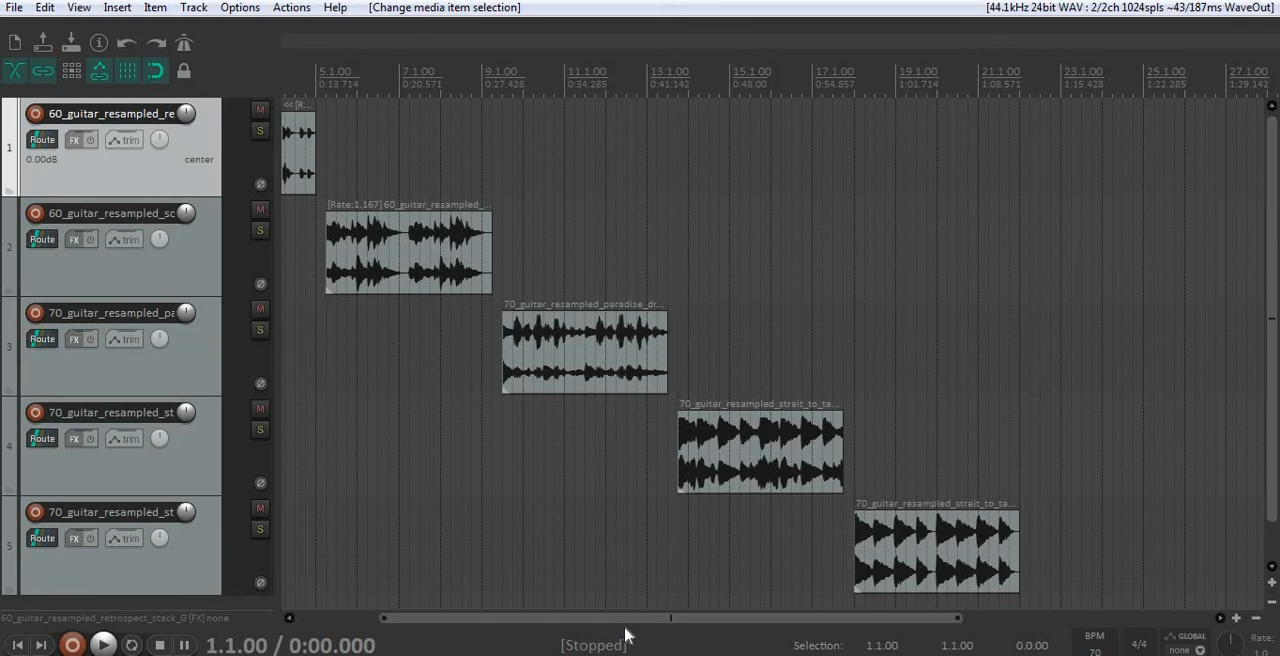 File Edit View Insert Item Track Options Actions Help [Change media item selection] [44.1kHz 24bit WAV : 2/2ch 1024spls ~43/187ms WaveOut]
5.1.00 7.1.00 9.1.00 11.1.00 13.1.00 15.1.00 17.1.00 19.1.00 21.1.00 23.1.00 25.1.00 27.1.00
0:13.714 0:20.571 0:27.428 0:34.285 0:41.142 0:48.00 0:54.857 1:01.714 1:08.571 1:15.428 1:22.285 1:29.142
<< [R...
1
60_guitar_resampled_re
M
S
Route FX trim
0.00dB center
[Rate:1.167] 60_guitar_resampled_...
2
60_guitar_resampled_sc
M
S
Route FX trim
70_guitar_resampled_paradise_dr...
3
70_guitar_resampled_pa
M
S
Route FX trim
70_guitar_resampled_strait_to_ta...
4
70_guitar_resampled_st
M
S
Route FX trim
70_guitar_resampled_strait_to_ta...
5
70_guitar_resampled_st
M
S
Route FX trim
60_guitar_resampled_retrospect_stack_G [FX] none
1.1.00 / 0:00.000 [Stopped] Selection: 1.1.00 1.1.00 0.0.00 BPM 70 4/4 GLOBAL none Rate: 1.0